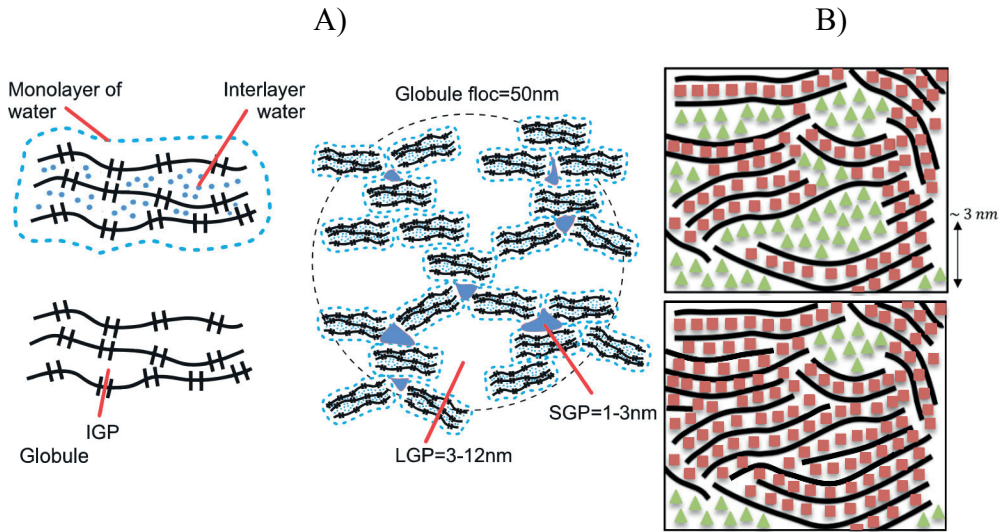 A)
B)
Monolayer of
water
Interlayer
water
Globule floc=50nm
~ 3 nm
IGP
Globule
SGP=1-3nm
LGP=3-12nm